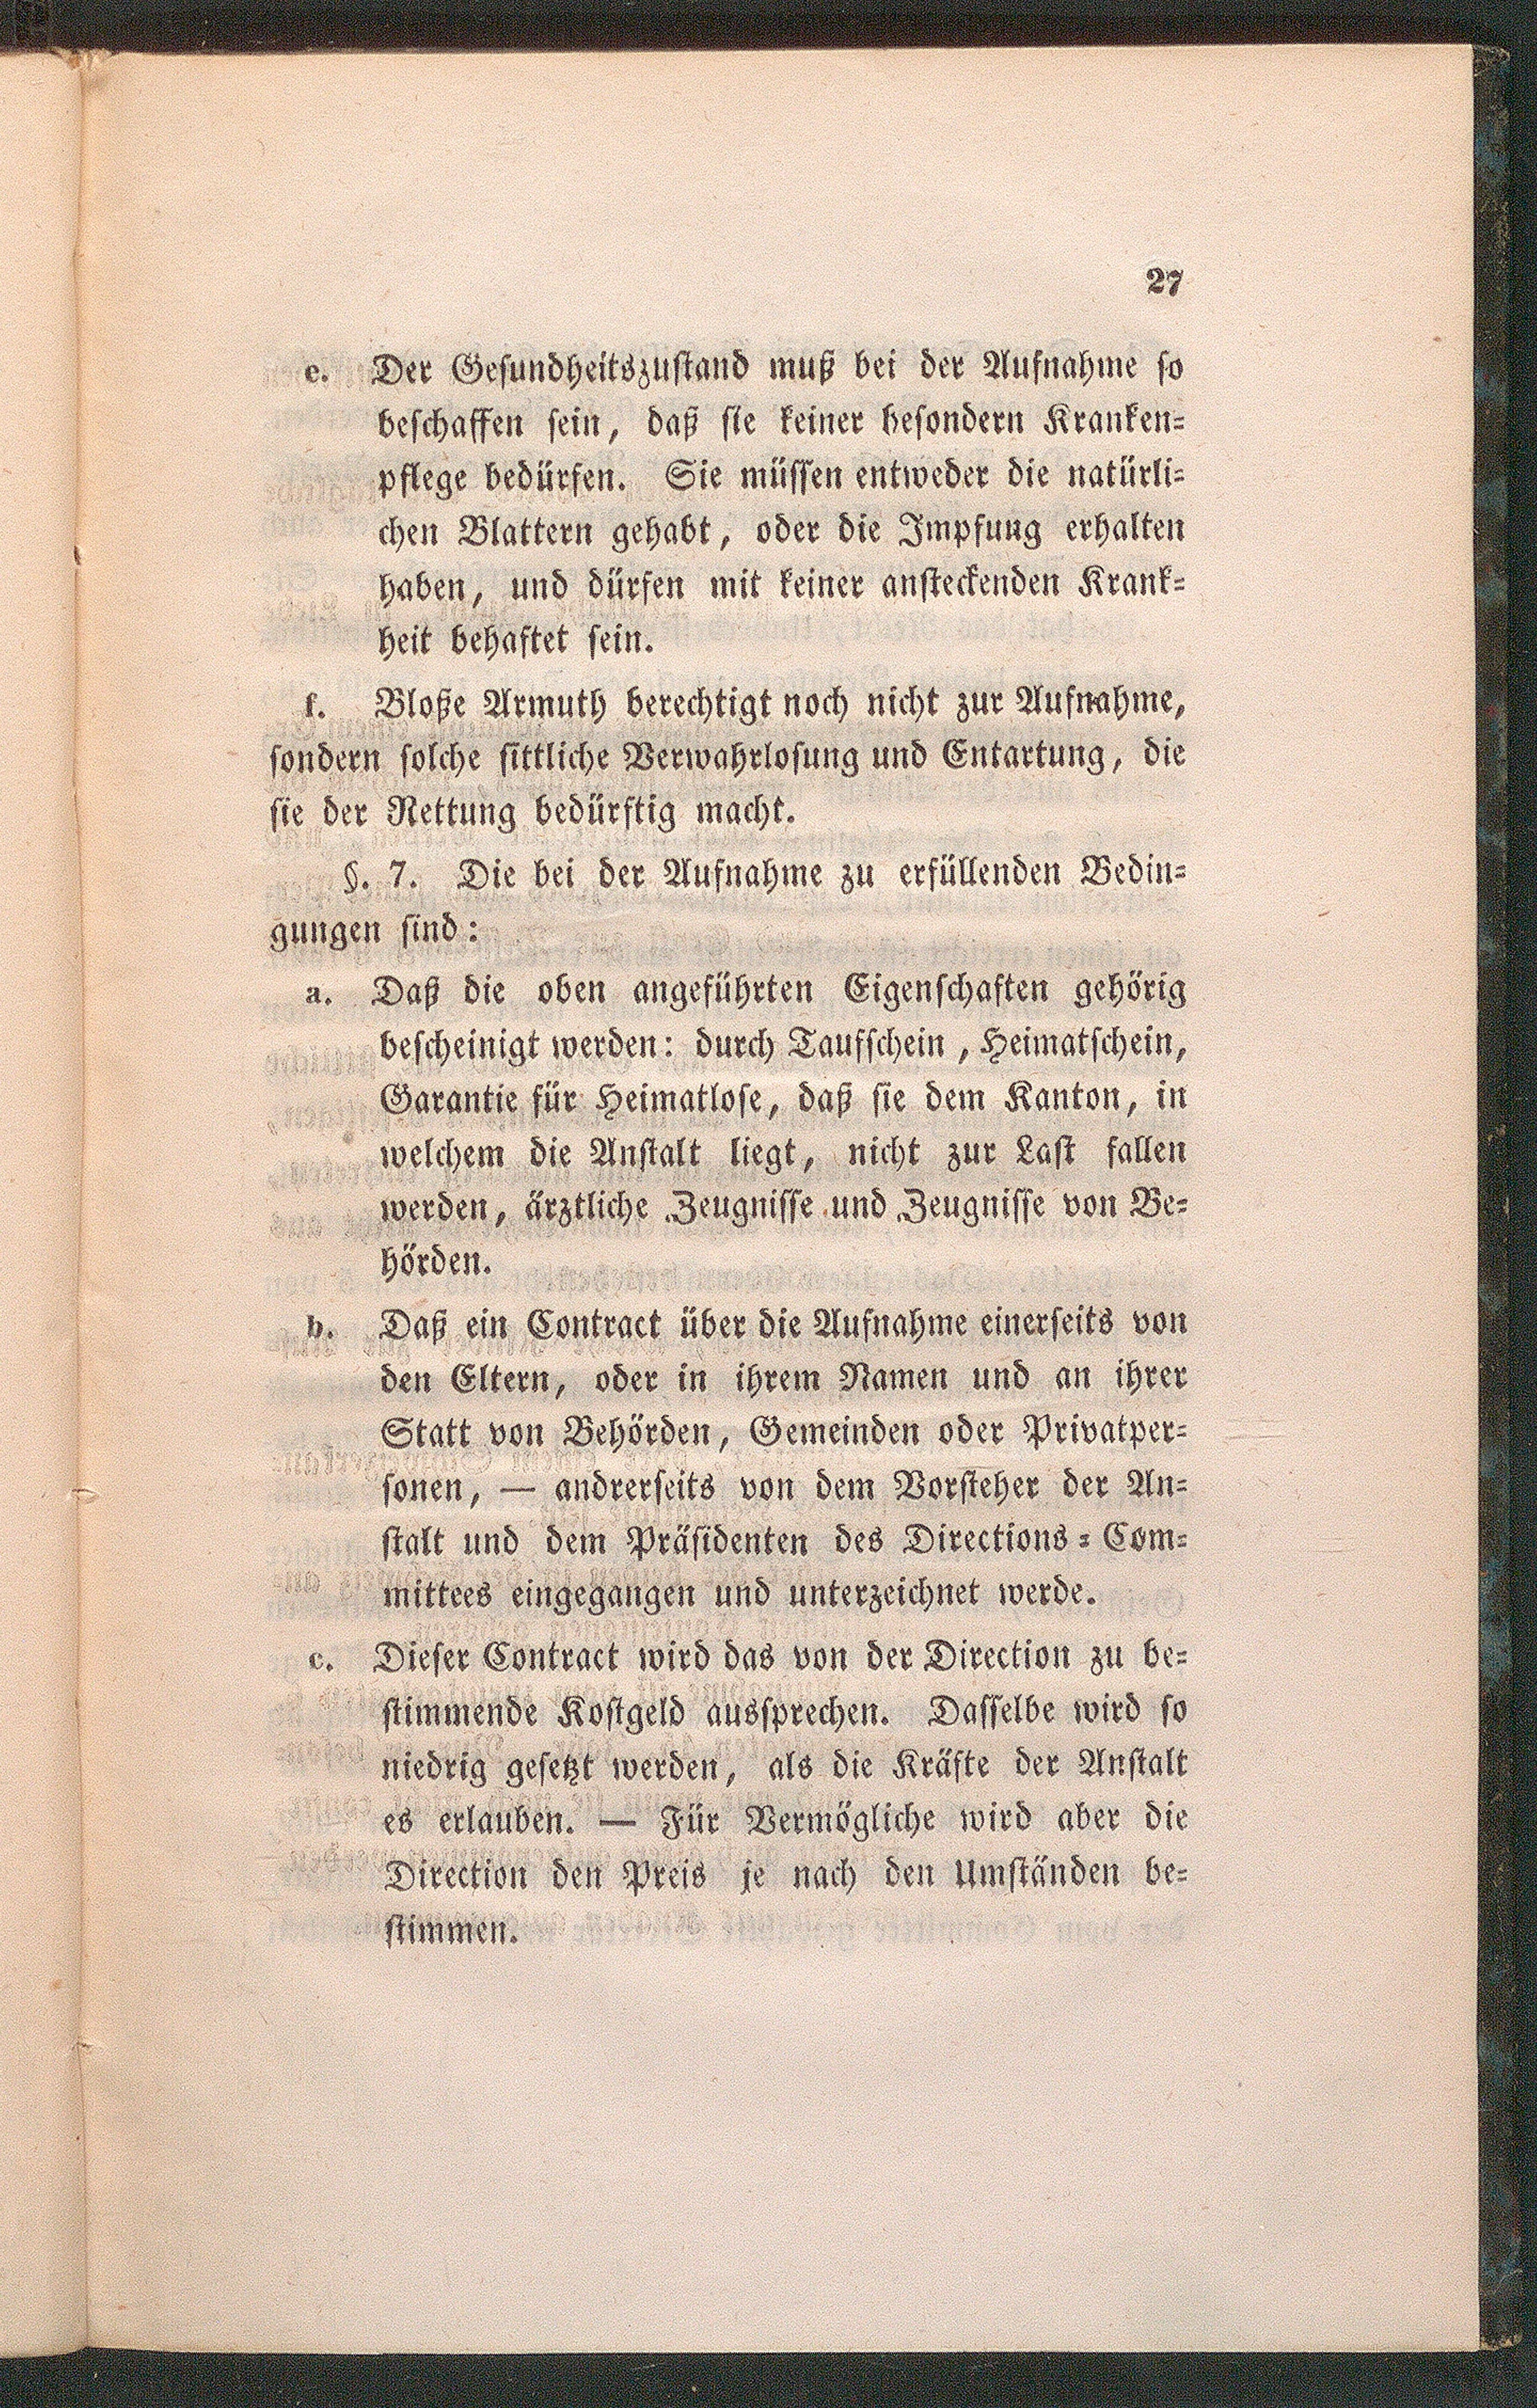 27
e. Der Gesundheitszustand muß bei der Aufnahme so
beschaffen sein, daß sie keiner besondern Kranken-
pflege bedürfen. Sie müssen entweder die natürli-
chen Blattern gehabt, oder die Impfung erhalten
haben, und dürfen mit keiner ansteckenden Krank-
heit behaftet sein.
f. Bloße Armuth berechtigt noch nicht zur Aufnahme,
sondern solche sittliche Verwahrlosung und Entartung, die
sie der Rettung bedürftig macht.
§. 7. Die bei der Aufnahme zu erfüllenden Bedin-
gungen sind:
a. Daß die oben angeführten Eigenschaften gehörig
bescheinigt werden: durch Taufschein, Heimatschein,
Garantie für Heimatlose, daß sie dem Kanton, in
welchem die Anstalt liegt, nicht zur Last fallen
werden, ärztliche Zeugnisse und Zeugnisse von Be-
hörden.
b. Daß ein Contract über die Aufnahme einerseits von
den Eltern, oder in ihrem Namen und an ihrer
Statt von Behörden, Gemeinden oder Privatper-
sonen, — andrerseits von dem Vorsteher der An-
stalt und dem Präsidenten des Directions-Com-
mittees eingegangen und unterzeichnet werde.
c. Dieser Contract wird das von der Direction zu be-
stimmende Kostgeld aussprechen. Dasselbe wird so
niedrig gesetzt werden, als die Kräfte der Anstalt
es erlauben. — Für Vermögliche wird aber die
Direction den Preis je nach den Umständen be-
stimmen.